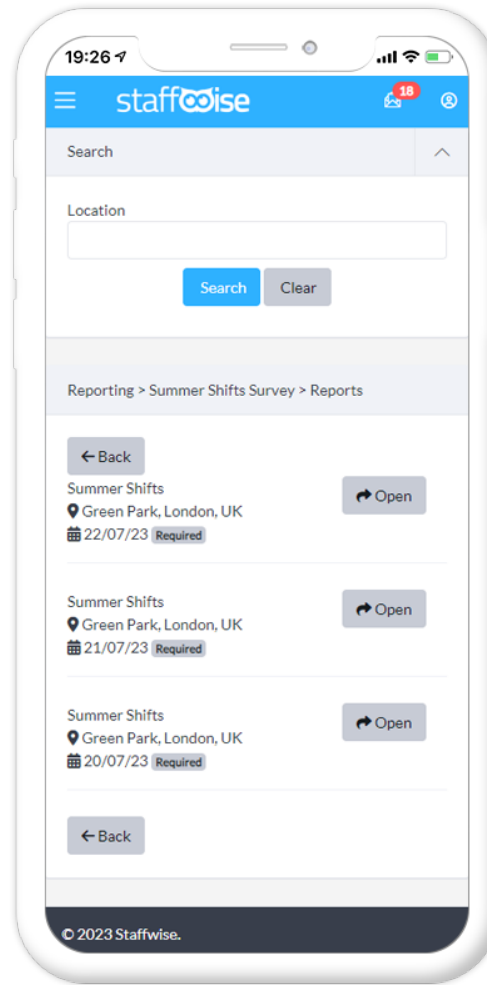 19:26
staffwise
18
Search
Location
Search Clear
Reporting > Summer Shifts Survey > Reports
Back
Summer Shifts
Green Park, London, UK
22/07/23 Required
Open
Summer Shifts
Green Park, London, UK
21/07/23 Required
Open
Summer Shifts
Green Park, London, UK
20/07/23 Required
Open
Back
© 2023 Staffwise.